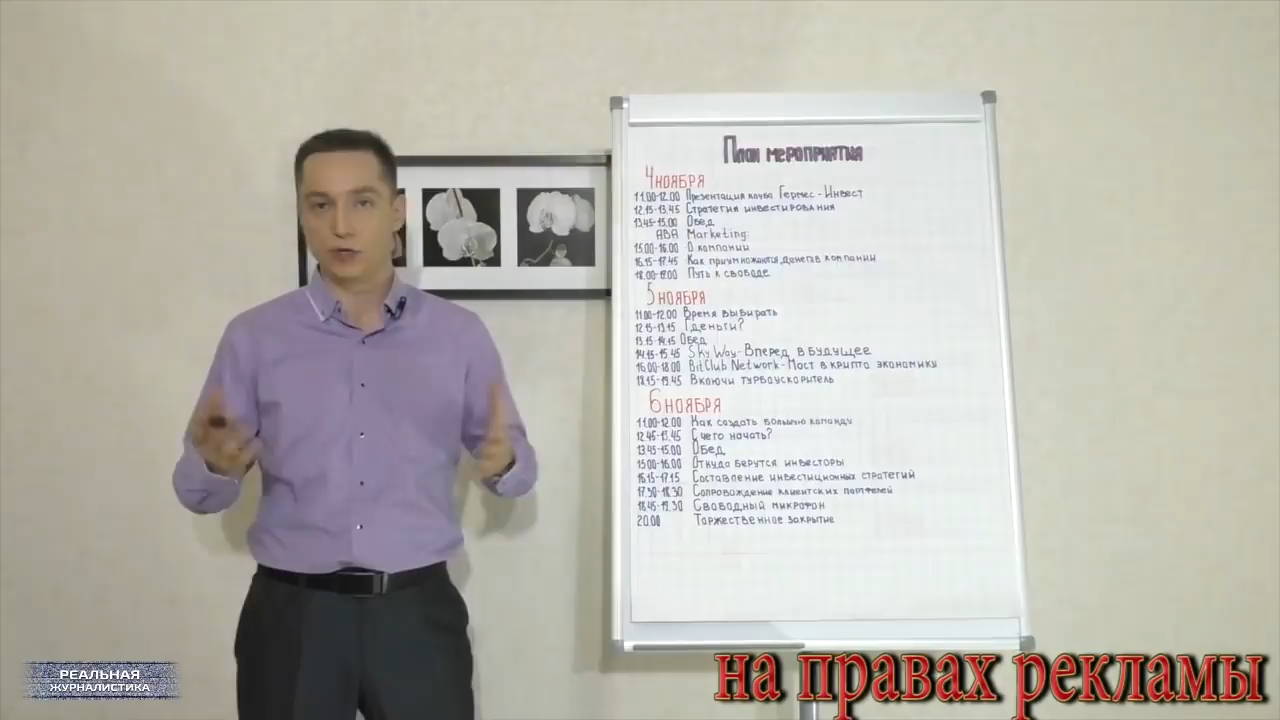 План мероприятия
4 ноября
11.00-12.00 Презентация клуба Гермес-Инвест
12.15-13.45 Стратегия инвестирования
13.45-15.00 Обед
ABA Marketing:
15.00-16.00 О компании
16.15-17.45 Как приумножаются деньги в компании
18.00-19.00 Путь к свободе
5 ноября
11.00-12.00 Время выбирать
12.15-13.15 Где деньги?
13.15-14.15 Обед
14.15-15.45 Sky Way-Вперед в будущее
16.00-18.00 BitClub Network-Мост в крипто экономику
18.15-19.45 Включи турбоускоритель
6 ноября
11.00-12.00 Как создать большую команду
12.45-13.45 С чего начать?
13.45-15.00 Обед
15.00-16.00 Откуда берутся инвесторы
16.15-17.15 Составление инвестиционных стратегий
17.30-18.30 Сопровождение клиентских портфелей
18.45-19.30 Свободный микрофон
20.00 Торжественное закрытие
РЕАЛЬНАЯ
ЖУРНАЛИСТИКА
на правах рекламы